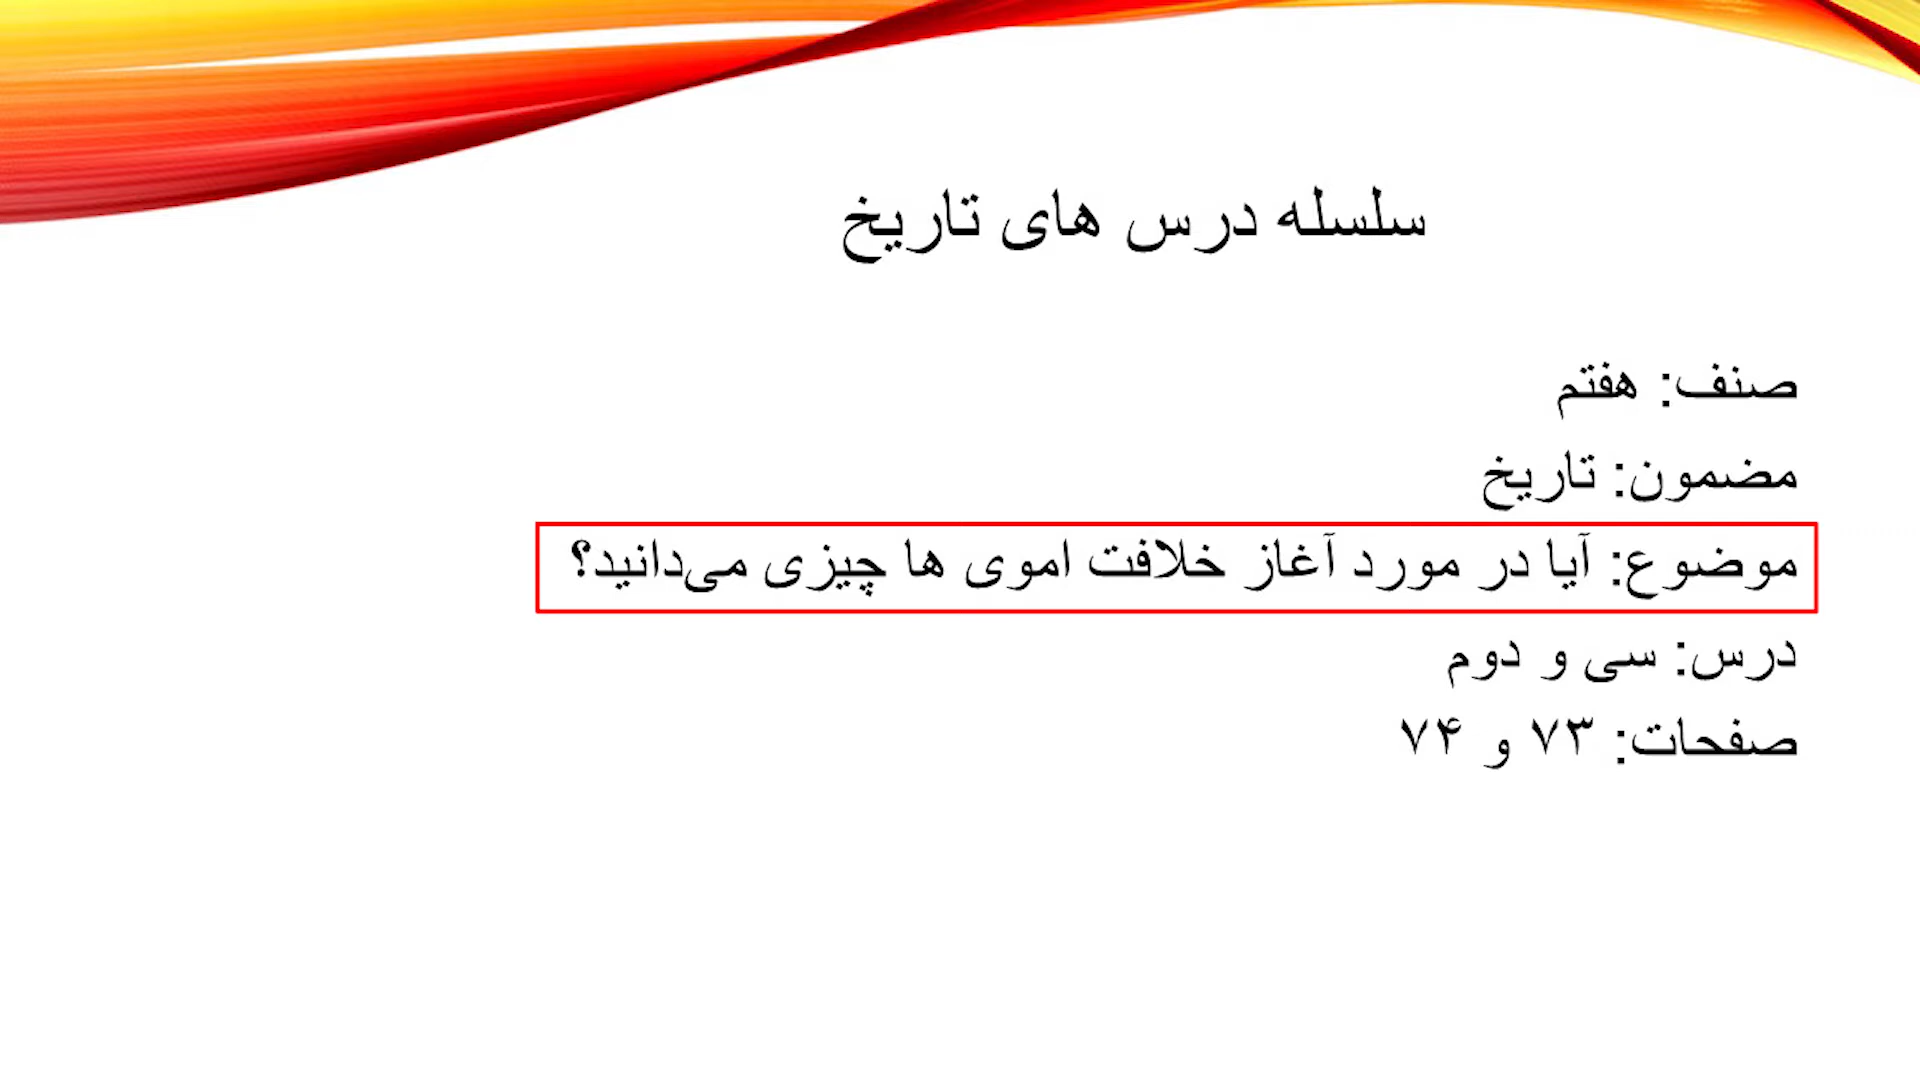 سلسله درس های تاریخ
صنف: هفتم
مضمون: تاریخ
موضوع: آیا در مورد آغاز خلافت اموی ها چیزی می‌دانید؟
درس: سی و دوم
صفحات: ۷۳ و ۷۴